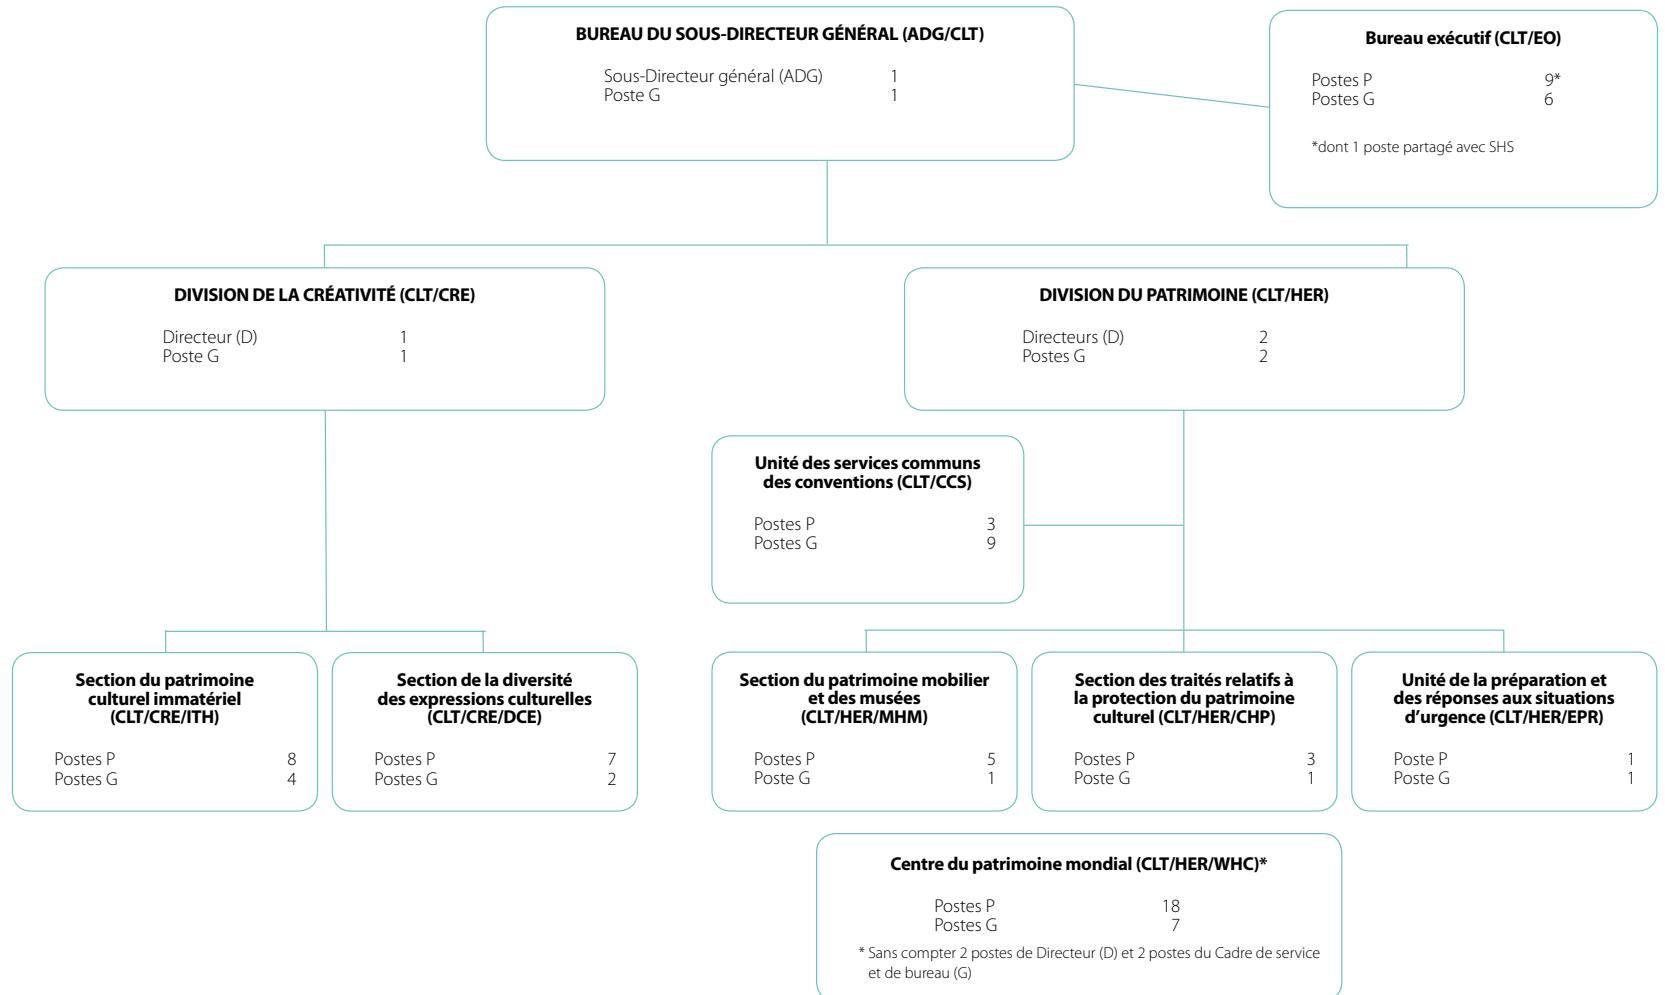 BUREAU DU SOUS-DIRECTEUR GÉNÉRAL (ADG/CLT)
Sous-Directeur général (ADG) 1
Poste G 1
Bureau exécutif (CLT/EO)
Postes P 9*
Postes G 6
*dont 1 poste partagé avec SHS
DIVISION DE LA CRÉATIVITÉ (CLT/CRE)
Directeur (D) 1
Poste G 1
DIVISION DU PATRIMOINE (CLT/HER)
Directeurs (D) 2
Postes G 2
Unité des services communs
des conventions (CLT/CCS)
Postes P 3
Postes G 9
Section du patrimoine
culturel immatériel
(CLT/CRE/ITH)
Postes P 8
Postes G 4
Section de la diversité
des expressions culturelles
(CLT/CRE/DCE)
Postes P 7
Postes G 2
Section du patrimoine mobilier
et des musées
(CLT/HER/MHM)
Postes P 5
Poste G 1
Section des traités relatifs à
la protection du patrimoine
culturel (CLT/HER/CHP)
Postes P 3
Poste G 1
Unité de la préparation et
des réponses aux situations
d'urgence (CLT/HER/EPR)
Poste P 1
Poste G 1
Centre du patrimoine mondial (CLT/HER/WHC)*
Postes P 18
Postes G 7
* Sans compter 2 postes de Directeur (D) et 2 postes du Cadre de service
et de bureau (G)